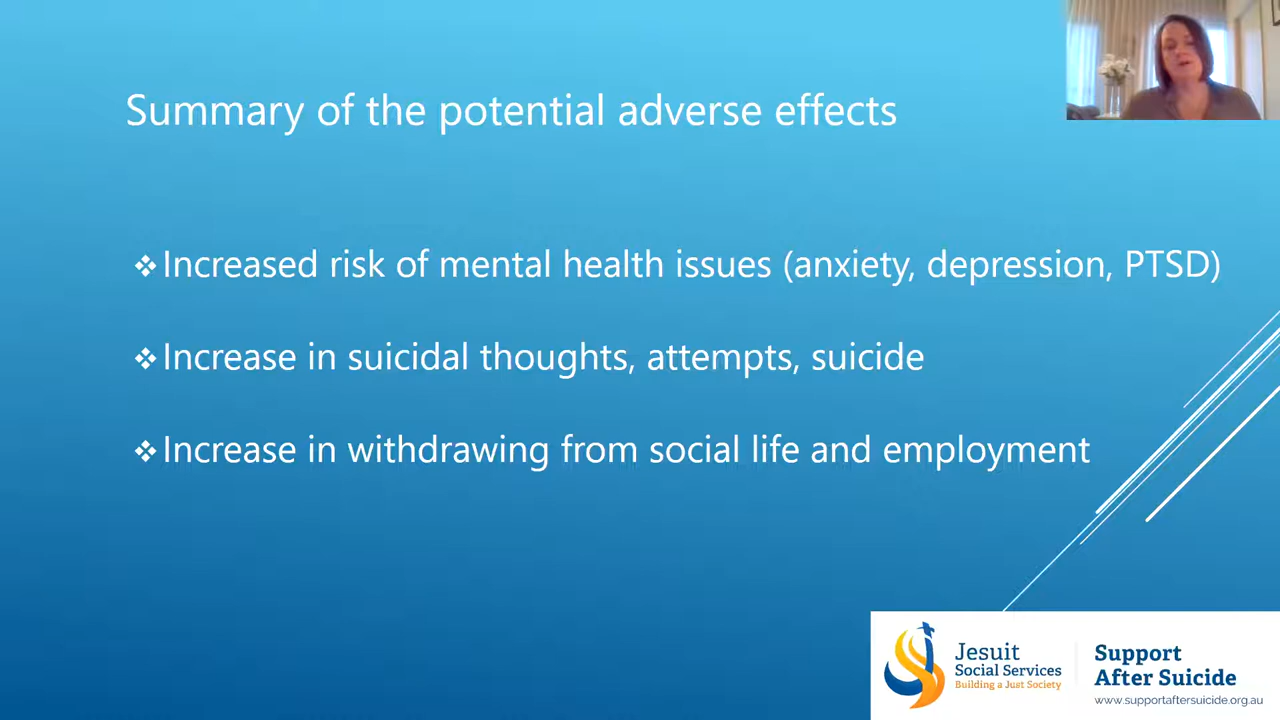 Summary of the potential adverse effects
❖Increased risk of mental health issues (anxiety, depression, PTSD)
❖Increase in suicidal thoughts, attempts, suicide
❖Increase in withdrawing from social life and employment
Jesuit
Social Services
Building a Just Society
Support
After Suicide
www.supportaftersuicide.org.au